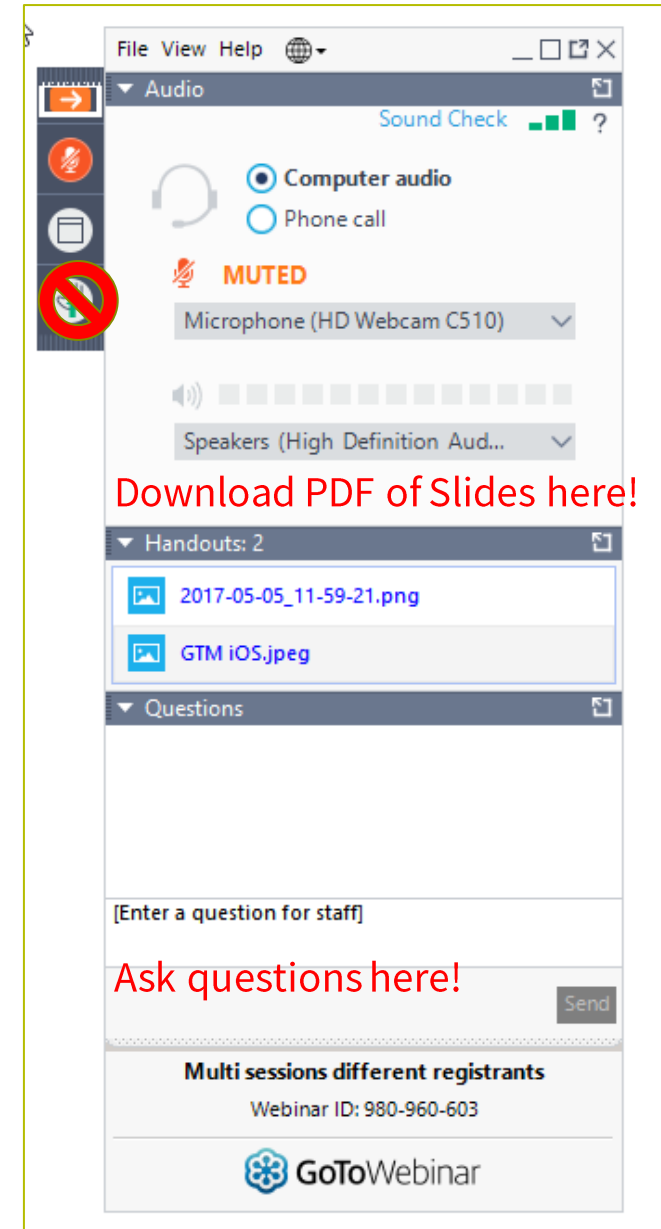 File View Help
Audio
Sound Check ?
Computer audio
Phone call
MUTED
Microphone (HD Webcam C510)
Speakers (High Definition Aud...
Download PDF of Slides here!
Handouts: 2
2017-05-05_11-59-21.png
GTM iOS.jpeg
Questions
[Enter a question for staff]
Ask questions here!
Send
Multi sessions different registrants
Webinar ID: 980-960-603
GoToWebinar